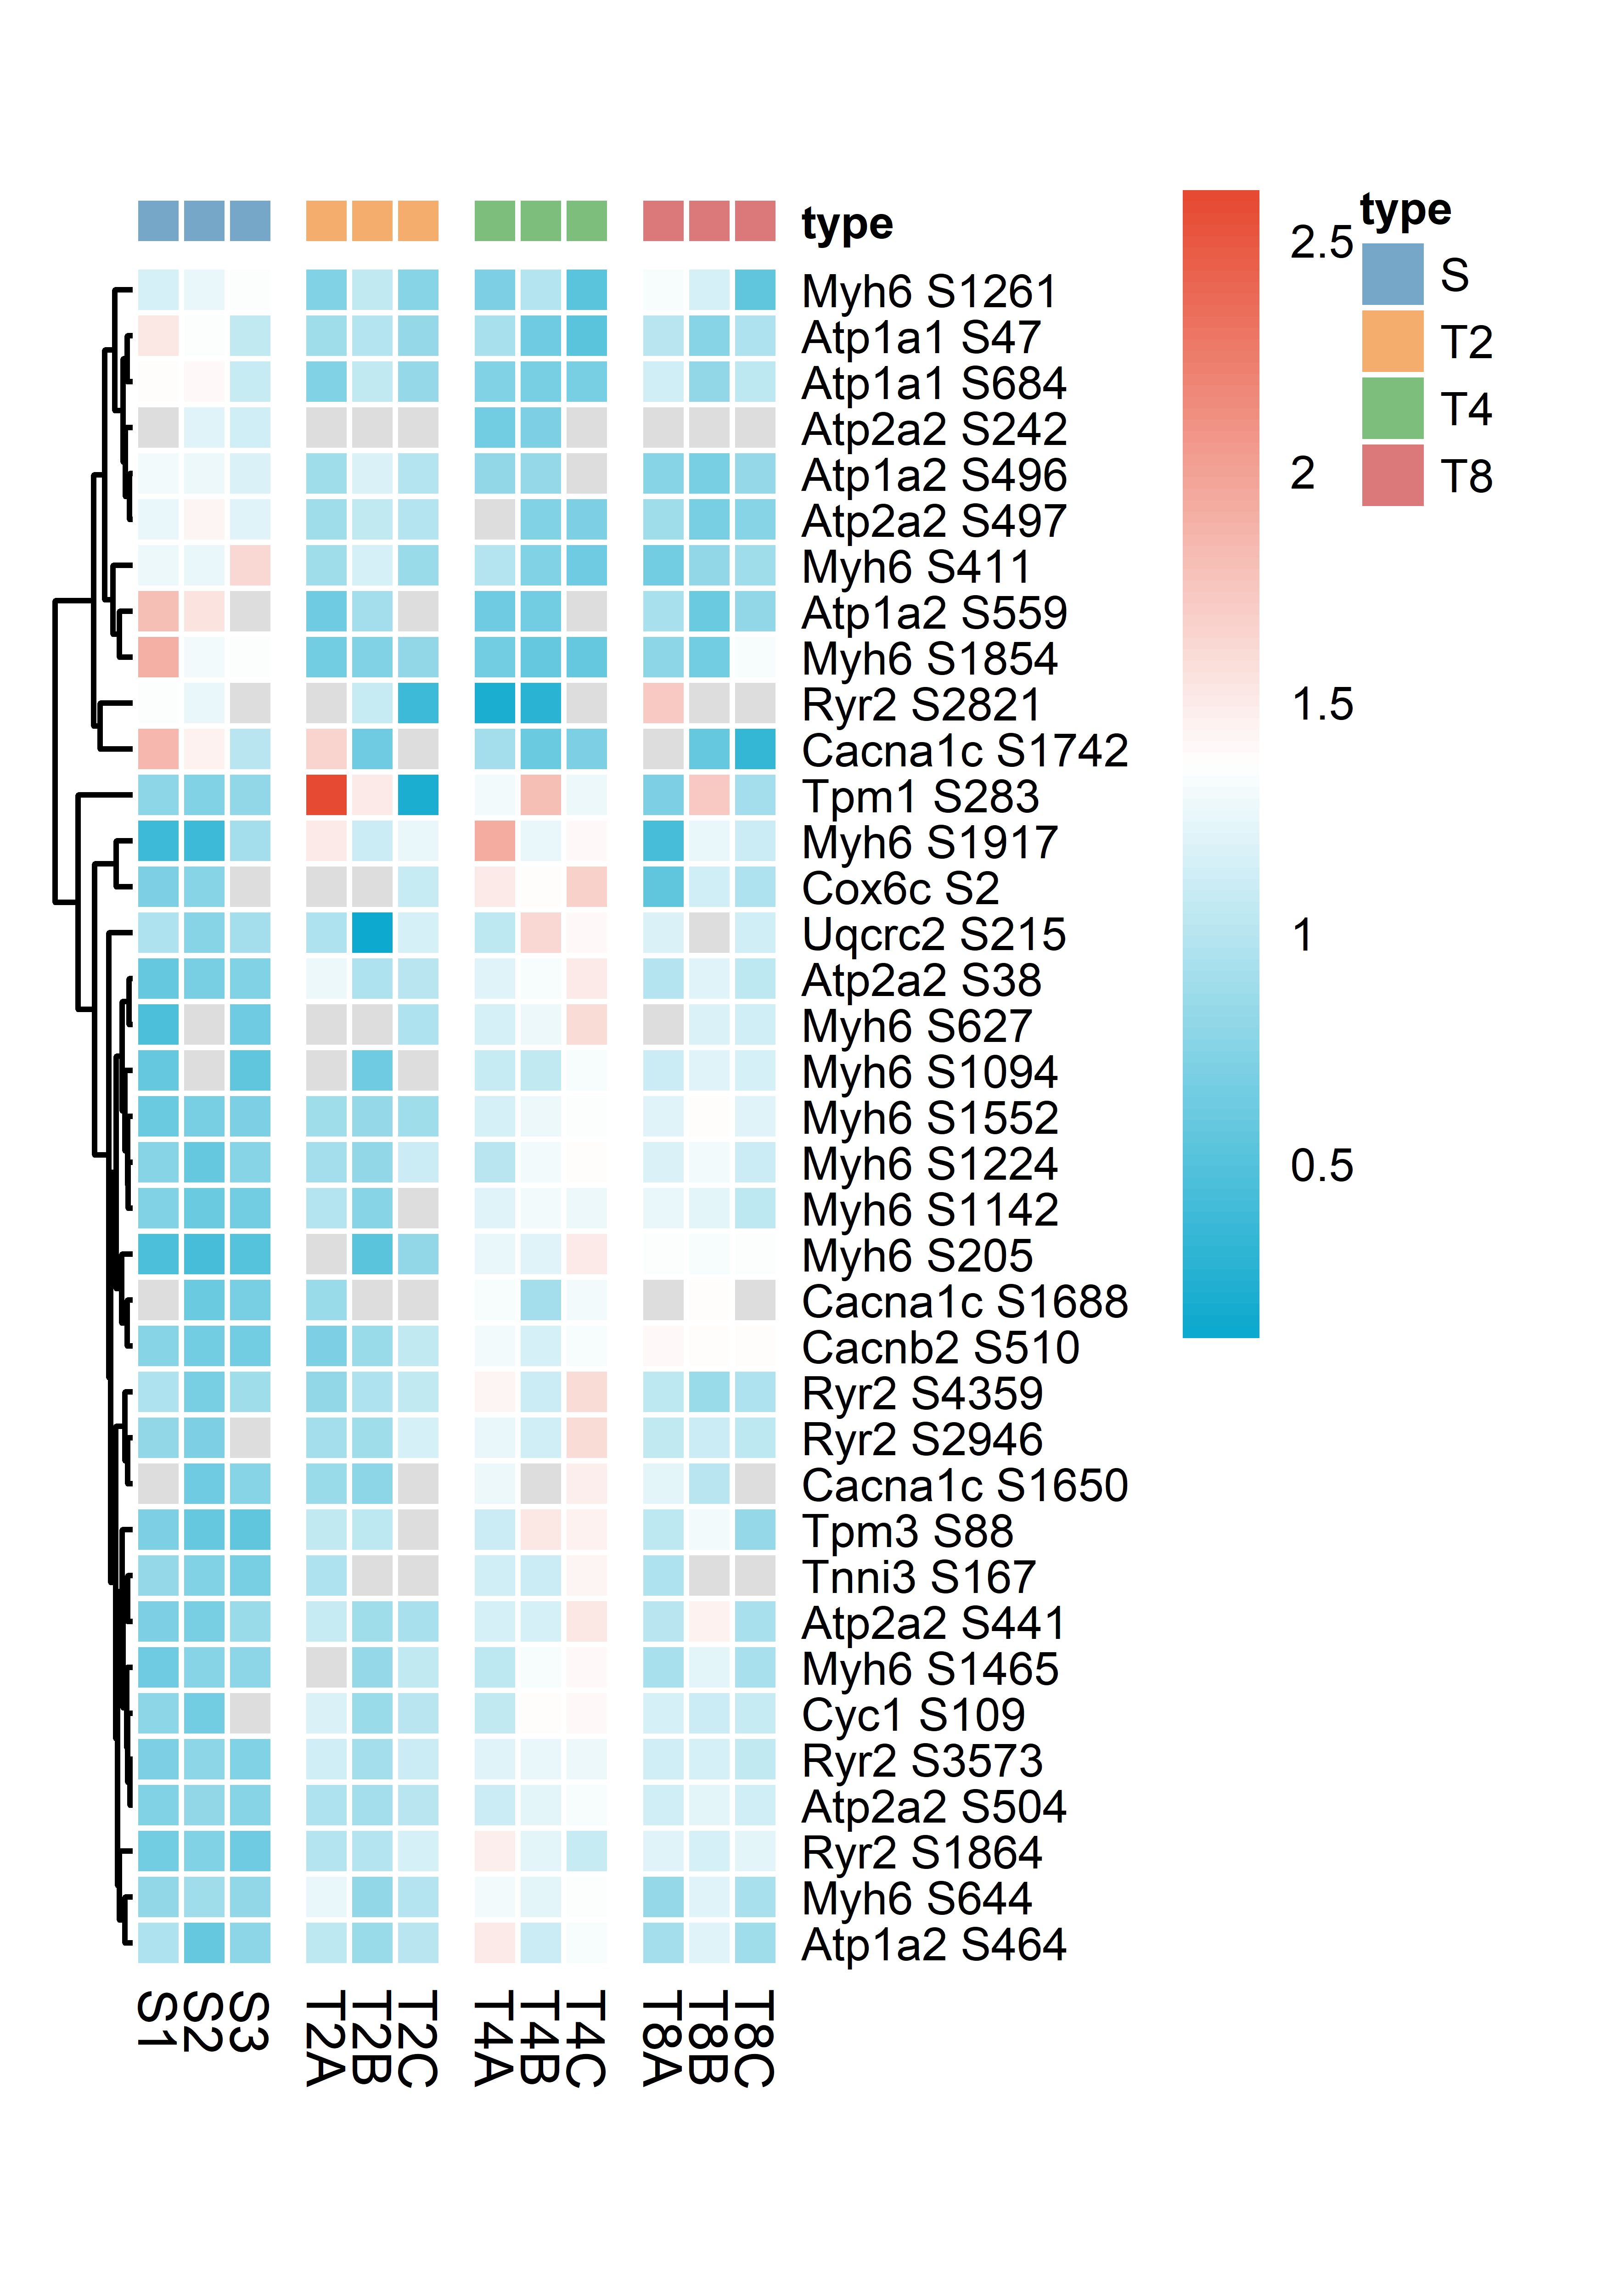 type
Myh6 S1261
Atp1a1 S47
Atp1a1 S684
Atp2a2 S242
Atp1a2 S496
Atp2a2 S497
Myh6 S411
Atp1a2 S559
Myh6 S1854
Ryr2 S2821
Cacna1c S1742
Tpm1 S283
Myh6 S1917
Cox6c S2
Uqcrc2 S215
Atp2a2 S38
Myh6 S627
Myh6 S1094
Myh6 S1552
Myh6 S1224
Myh6 S1142
Myh6 S205
Cacna1c S1688
Cacnb2 S510
Ryr2 S4359
Ryr2 S2946
Cacna1c S1650
Tpm3 S88
Tnni3 S167
Atp2a2 S441
Myh6 S1465
Cyc1 S109
Ryr2 S3573
Atp2a2 S504
Ryr2 S1864
Myh6 S644
Atp1a2 S464
S1
S2
S3
T2A
T2B
T2C
T4A
T4B
T4C
T8A
T8B
T8C
2.5
2
1.5
1
0.5
type
S
T2
T4
T8